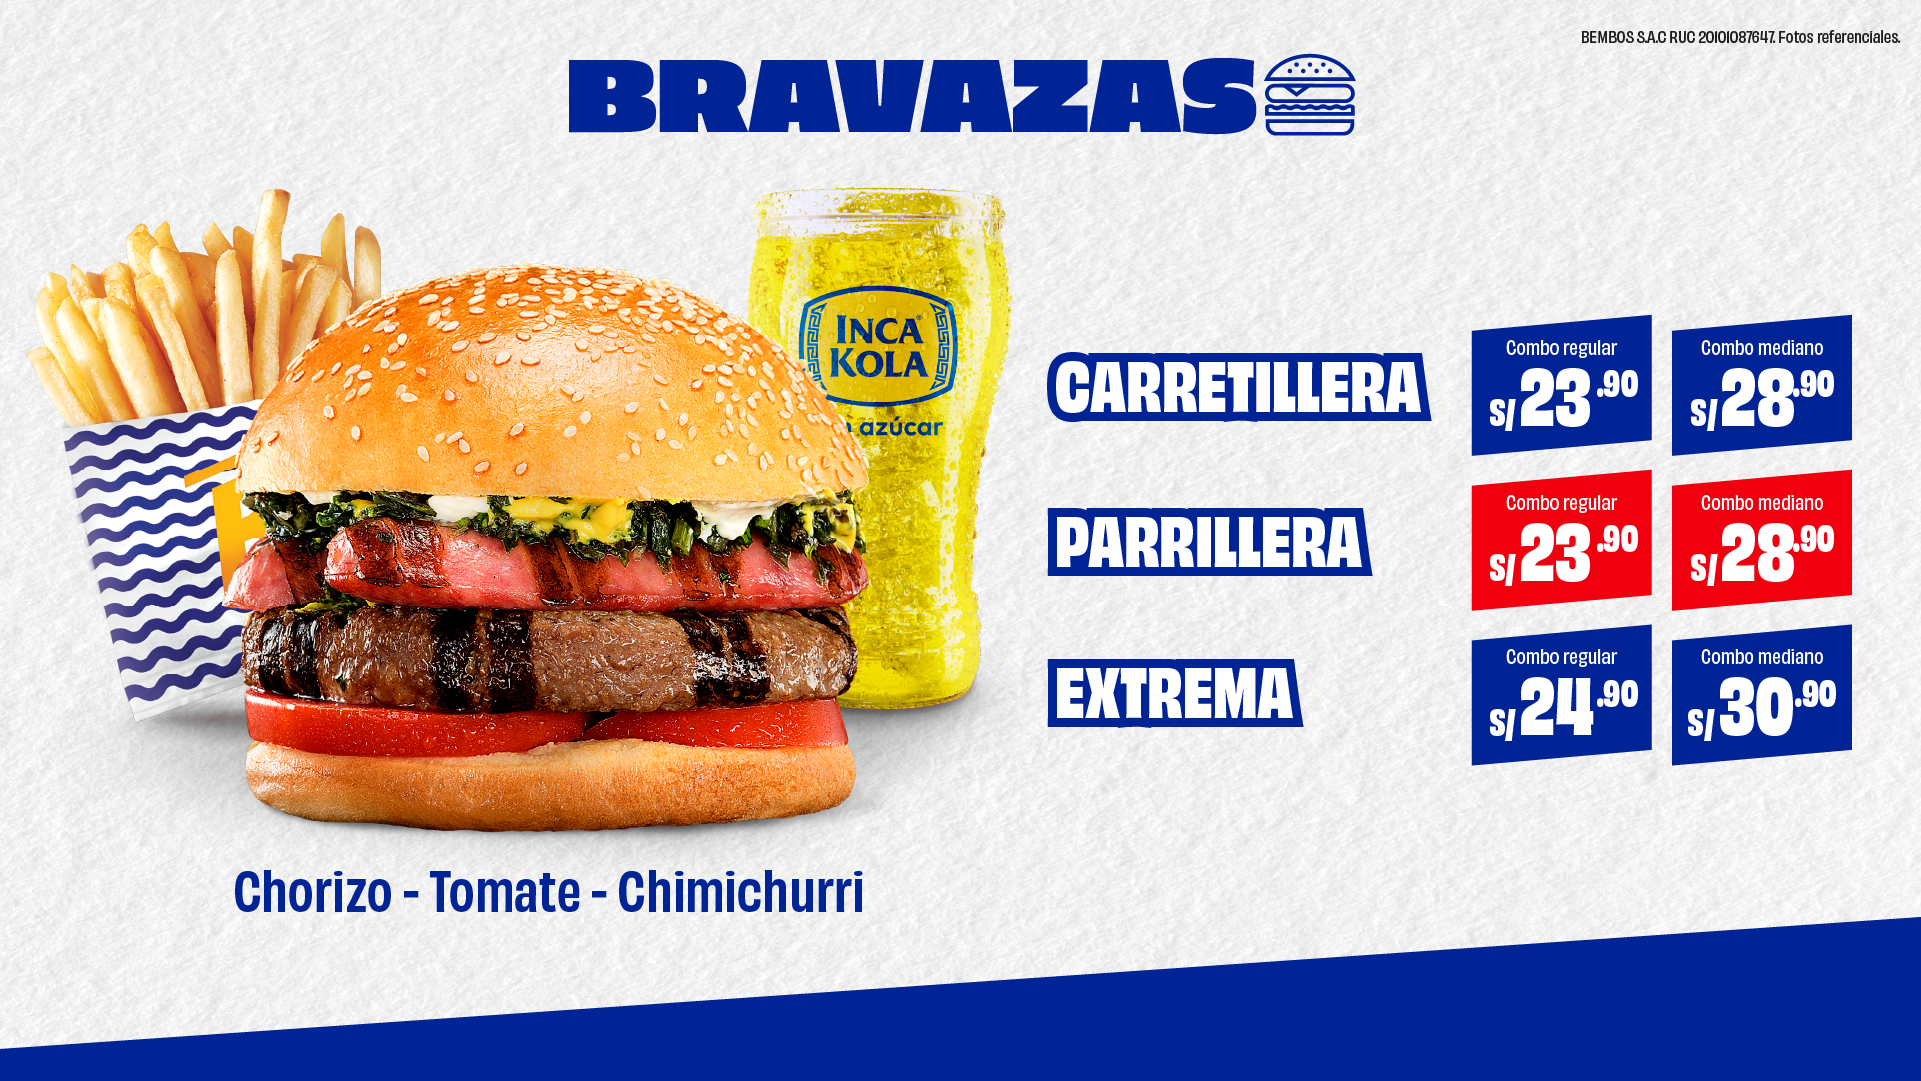 BEMBOS S.A.C RUC 20101087647. Fotos referenciales.
BRAVAZAS
INCA
KOLA
azúcar
CARRETILLERA
Combo regular
S/23.90
Combo mediano
S/28.90
PARRILLERA
Combo regular
S/23.90
Combo mediano
S/28.90
EXTREMA
Combo regular
S/24.90
Combo mediano
S/30.90
Chorizo - Tomate - Chimichurri